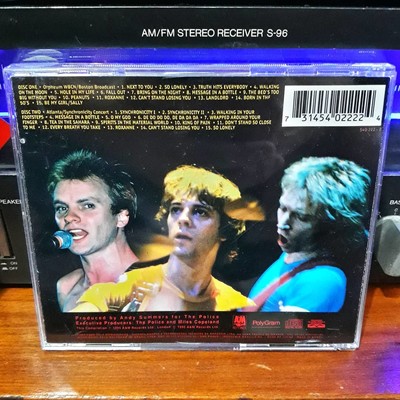 AM/FM STEREO RECEIVER S-96
DISC ONE • Orpheum WBCN/Boston Broadcast: 1. NEXT TO YOU 2. SO LONELY 3. TRUTH HITS EVERYBODY 4. WALKING
ON THE MOON 5. HOLE IN MY LIFE 6. FALL OUT 7. BRING ON THE NIGHT 8. MESSAGE IN A BOTTLE 9. THE BED'S TOO
BIG WITHOUT YOU 10. PEANUTS 11. ROXANNE 12. CAN'T STAND LOSING YOU 13. LANDLORD 14. BORN IN THE
50'S 15. BE MY GIRL/SALLY
DISC TWO • Atlanta/Synchronicity Concert 1. SYNCHRONICITY I 2. SYNCHRONICITY II 3. WALKING IN YOUR
FOOTSTEPS 4. MESSAGE IN A BOTTLE 5. O MY GOD 6. DE DO DO DO, DE DA DA DA 7. WRAPPED AROUND YOUR
FINGER 8. TEA IN THE SAHARA 9. SPIRITS IN THE MATERIAL WORLD 10. KING OF PAIN 11. DON'T STAND SO CLOSE
TO ME 12. EVERY BREATH YOU TAKE 13. ROXANNE 14. CAN'T STAND LOSING YOU 15. SO LONELY
7 31454 02222 4
SPEAKERS
ON
OFF
BAS
Produced by Andy Summers for The Police
Executive Producers: The Police and Miles Copeland
A&M
PolyGram